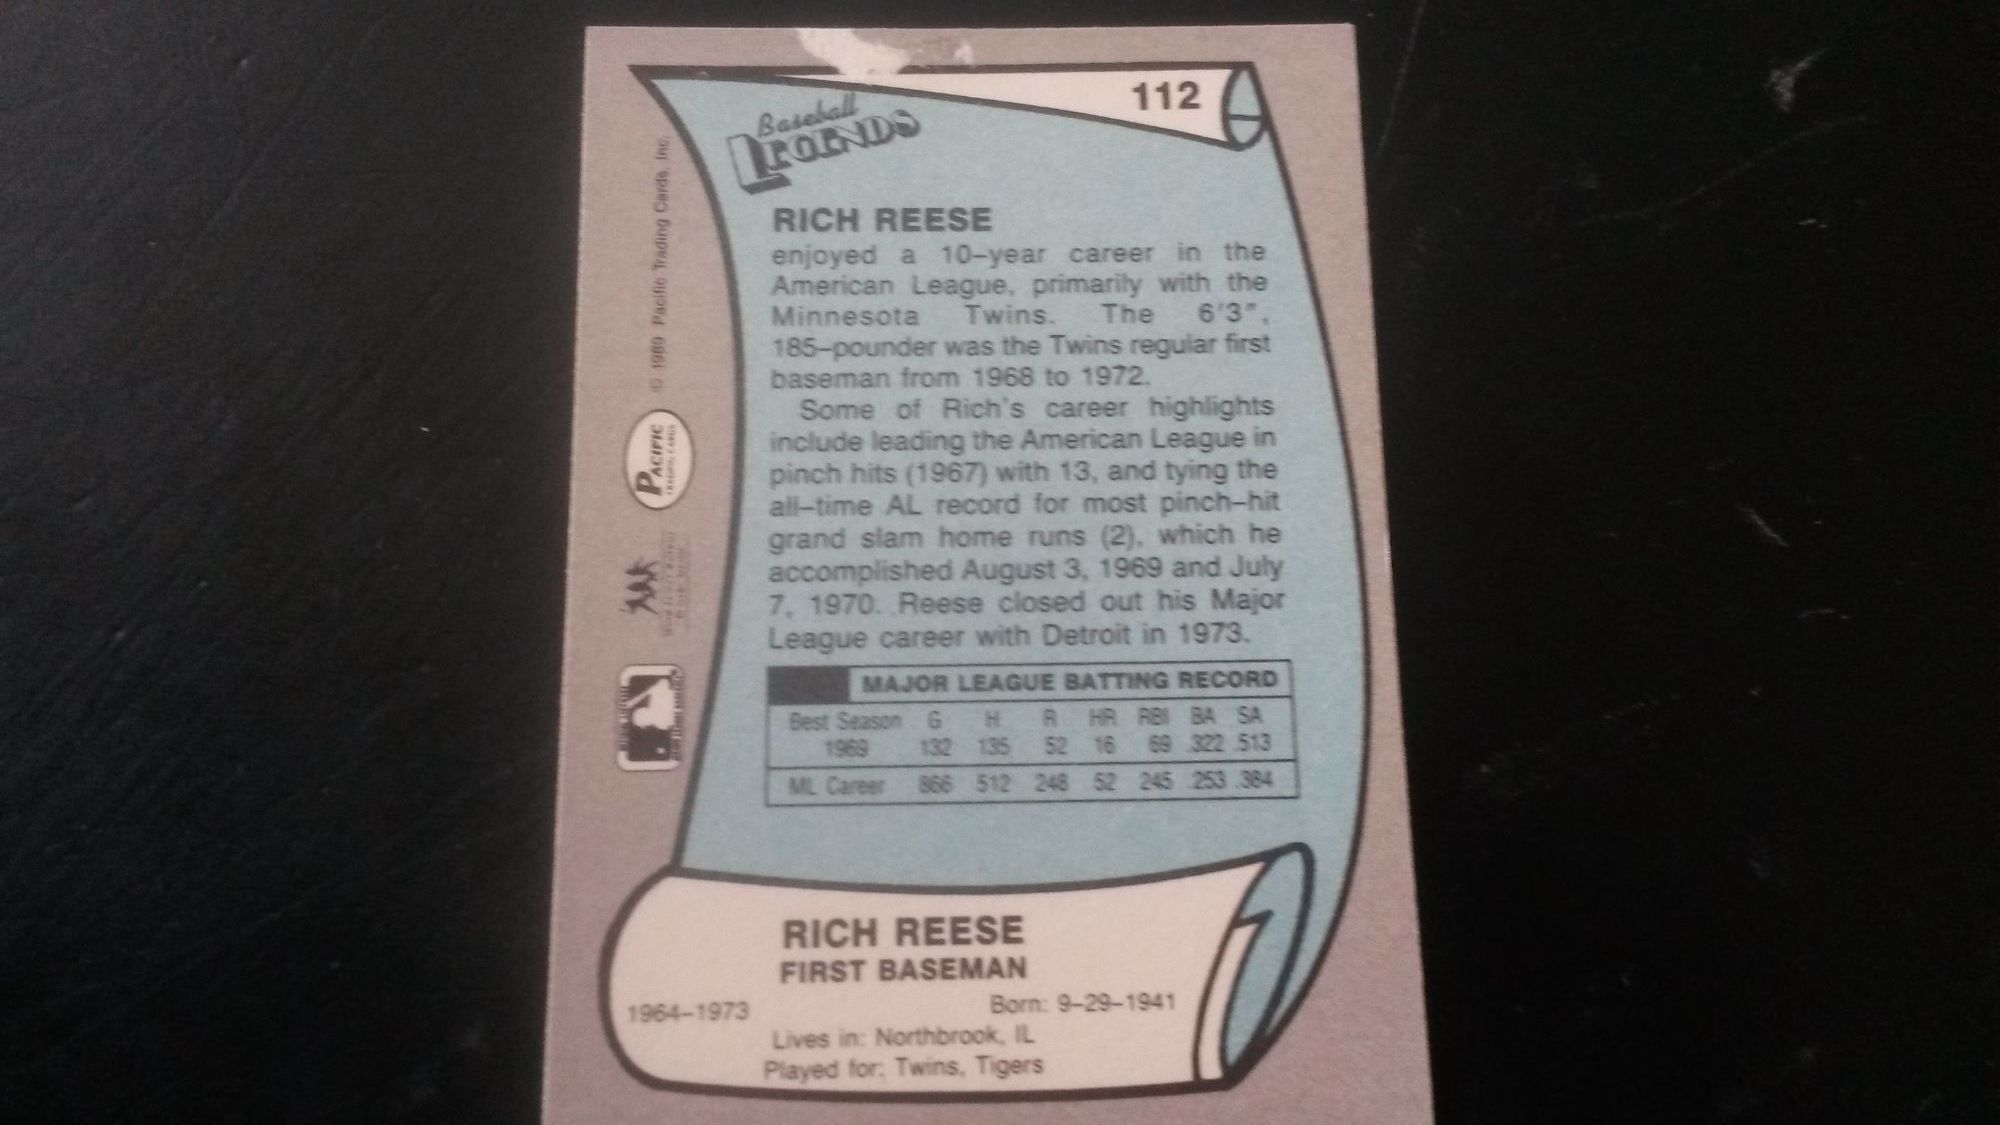 112
Baseball
LEGENDS
RICH REESE
enjoyed a 10-year career in the
American League, primarily with the
Minnesota Twins. The 6'3",
185-pounder was the Twins regular first
baseman from 1968 to 1972.
Some of Rich's career highlights
include leading the American League in
pinch hits (1967) with 13, and tying the
all-time AL record for most pinch-hit
grand slam home runs (2), which he
accomplished August 3, 1969 and July
7, 1970. Reese closed out his Major
League career with Detroit in 1973.
MAJOR LEAGUE BATTING RECORD
Best Season G H R HR RBI BA SA
1969 132 135 52 16 69 .322 .513
ML Career 866 512 248 52 245 .253 .384
RICH REESE
FIRST BASEMAN
1964-1973 Born: 9-29-1941
Lives in: Northbrook, IL
Played for: Twins, Tigers
© 1989 Pacific Trading Cards, Inc.
PACIFIC
TRADING CARDS